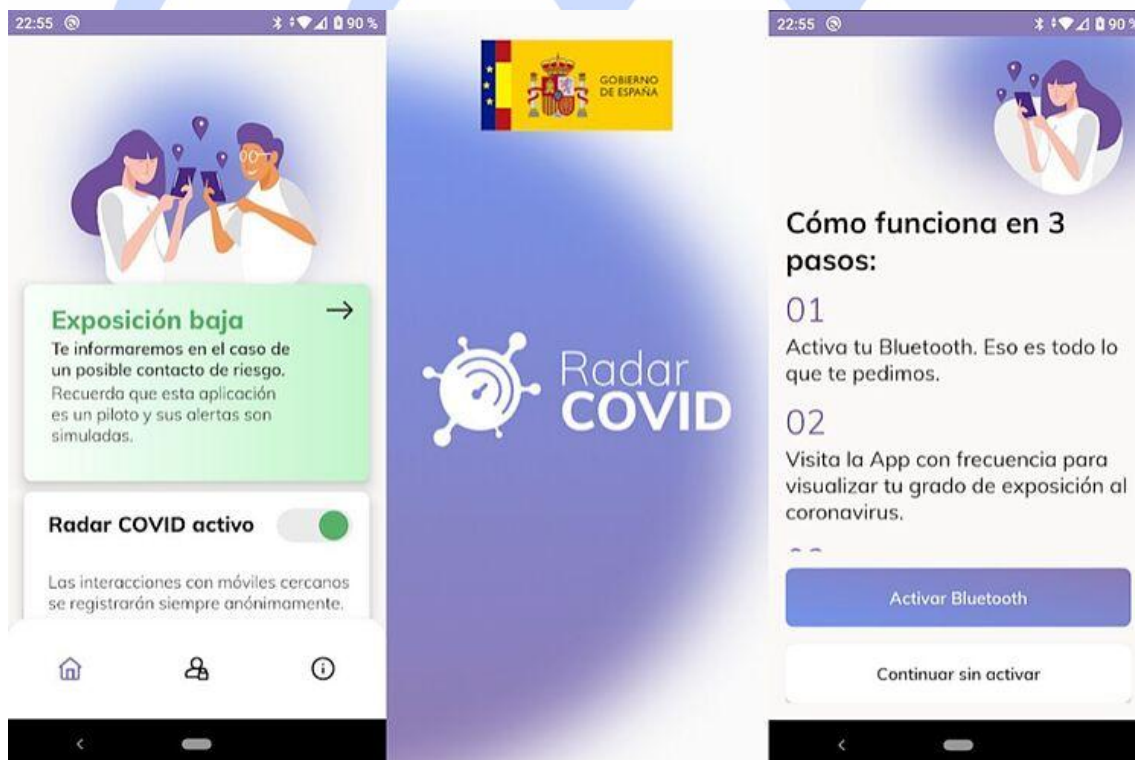 22:55
90 %
Exposición baja
Te informaremos en el caso de
un posible contacto de riesgo.
Recuerda que esta aplicación
es un piloto y sus alertas son
simuladas.
Radar COVID activo
Las interacciones con móviles cercanos
se registrarán siempre anónimamente.
GOBIERNO
DE ESPAÑA
Radar
COVID
22:55
90 %
Cómo funciona en 3
pasos:
01
Activa tu Bluetooth. Eso es todo lo
que te pedimos.
02
Visita la App con frecuencia para
visualizar tu grado de exposición al
coronavirus.
Activar Bluetooth
Continuar sin activar